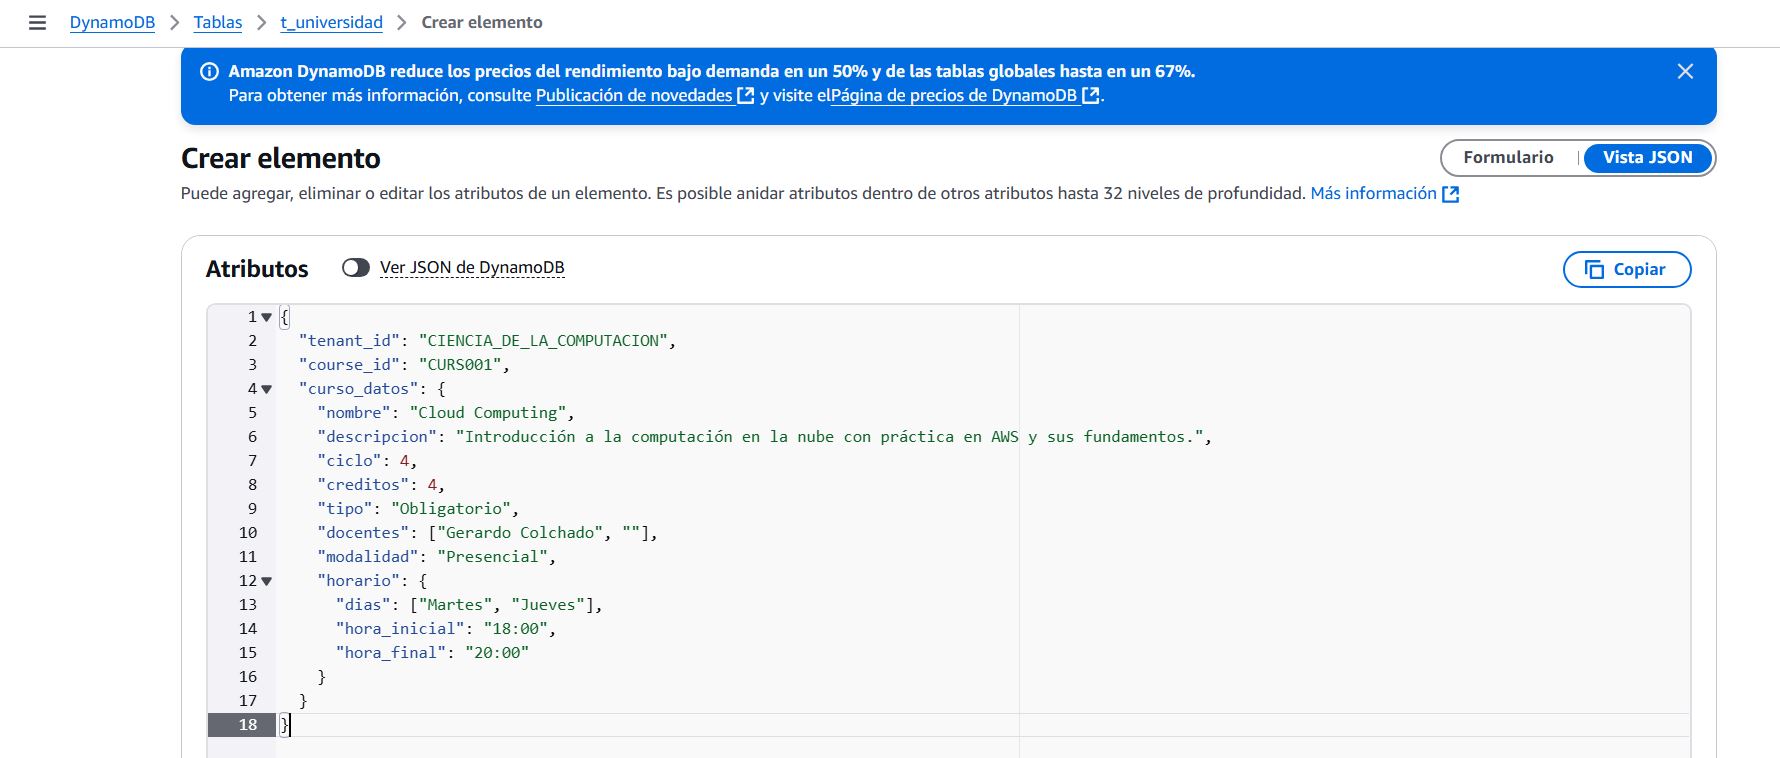 DynamoDB > Tablas > t_universidad > Crear elemento
Amazon DynamoDB reduce los precios del rendimiento bajo demanda en un 50% y de las tablas globales hasta en un 67%.
Para obtener más información, consulte Publicación de novedades y visite elPágina de precios de DynamoDB.
Crear elemento
Formulario | Vista JSON
Puede agregar, eliminar o editar los atributos de un elemento. Es posible anidar atributos dentro de otros atributos hasta 32 niveles de profundidad. Más información
Atributos Ver JSON de DynamoDB Copiar
1 {
2 "tenant_id": "CIENCIA_DE_LA_COMPUTACION",
3 "course_id": "CURS001",
4 "curso_datos": {
5 "nombre": "Cloud Computing",
6 "descripcion": "Introducción a la computación en la nube con práctica en AWS y sus fundamentos.",
7 "ciclo": 4,
8 "creditos": 4,
9 "tipo": "Obligatorio",
10 "docentes": ["Gerardo Colchado", ""],
11 "modalidad": "Presencial",
12 "horario": {
13 "dias": ["Martes", "Jueves"],
14 "hora_inicial": "18:00",
15 "hora_final": "20:00"
16 }
17 }
18 }